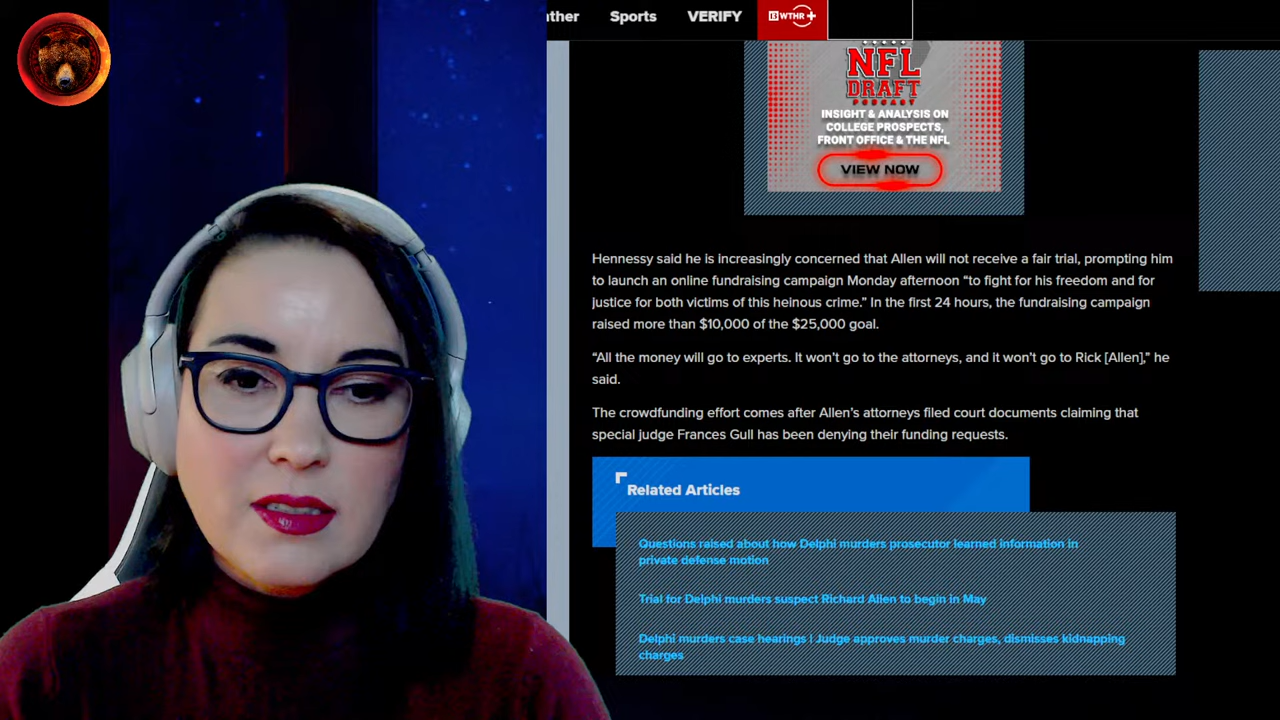 Sports
VERIFY
13 WTHR +
NFL
DRAFT
PODCAST
INSIGHT & ANALYSIS ON
COLLEGE PROSPECTS,
FRONT OFFICE & THE NFL
VIEW NOW
Hennessy said he is increasingly concerned that Allen will not receive a fair trial, prompting him
to launch an online fundraising campaign Monday afternoon “to fight for his freedom and for
justice for both victims of this heinous crime.” In the first 24 hours, the fundraising campaign
raised more than $10,000 of the $25,000 goal.
“All the money will go to experts. It won’t go to the attorneys, and it won’t go to Rick [Allen],” he
said.
The crowdfunding effort comes after Allen’s attorneys filed court documents claiming that
special judge Frances Gull has been denying their funding requests.
Related Articles
Questions raised about how Delphi murders prosecutor learned information in
private defense motion
Trial for Delphi murders suspect Richard Allen to begin in May
Delphi murders case hearings | Judge approves murder charges, dismisses kidnapping
charges